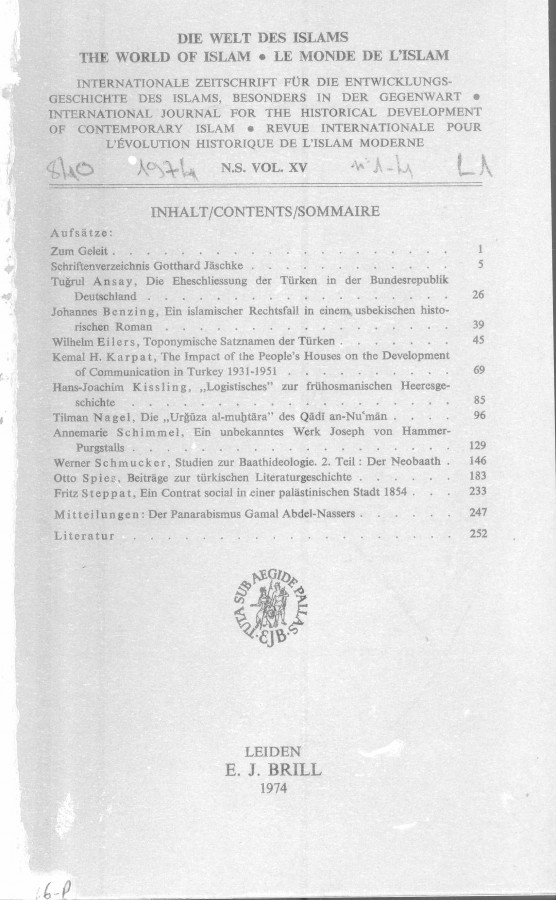 DIE WELT DES ISLAMS
THE WORLD OF ISLAM • LE MONDE DE L'ISLAM
INTERNATIONALE ZEITSCHRIFT FÜR DIE ENTWICKLUNGS-
GESCHICHTE DES ISLAMS, BESONDERS IN DER GEGENWART •
INTERNATIONAL JOURNAL FOR THE HISTORICAL DEVELOPMENT
OF CONTEMPORARY ISLAM • REVUE INTERNATIONALE POUR
L'ÉVOLUTION HISTORIQUE DE L'ISLAM MODERNE
840 1974 N.S. VOL. XV n° 1-4 L1
INHALT/CONTENTS/SOMMAIRE
Aufsätze:
Zum Geleit . . . . . . . . . . . . . . . . . . 1
Schriftenverzeichnis Gotthard Jäschke . . . . . . . . . . . 5
Tuğrul Ansay, Die Eheschliessung der Türken in der Bundesrepublik
Deutschland . . . . . . . . . . . . . . . . 26
Johannes Benzing, Ein islamischer Rechtsfall in einem usbekischen histo-
rischen Roman . . . . . . . . . . . . . . . 39
Wilhelm Eilers, Toponymische Satznamen der Türken . . . . . . 45
Kemal H. Karpat, The Impact of the People's Houses on the Development
of Communication in Turkey 1931-1951 . . . . . . . . . 69
Hans-Joachim Kissling, „Logistisches" zur frühosmanischen Heeresge-
schichte . . . . . . . . . . . . . . . . . 85
Tilman Nagel, Die „Urǧūza al-muḫtāra" des Qāḍī an-Nu'mān . . . . 96
Annemarie Schimmel, Ein unbekanntes Werk Joseph von Hammer-
Purgstalls . . . . . . . . . . . . . . . . . 129
Werner Schmucker, Studien zur Baathideologie. 2. Teil : Der Neobaath . 146
Otto Spies, Beiträge zur türkischen Literaturgeschichte . . . . . 183
Fritz Steppat, Ein Contrat social in einer palästinischen Stadt 1854 . . . 233
Mitteilungen: Der Panarabismus Gamal Abdel-Nassers . . . . . . 247
Literatur . . . . . . . . . . . . . . . . . . 252
TUTA SUB AEGIDE PALLAS
EJB
LEIDEN
E. J. BRILL
1974
6-P